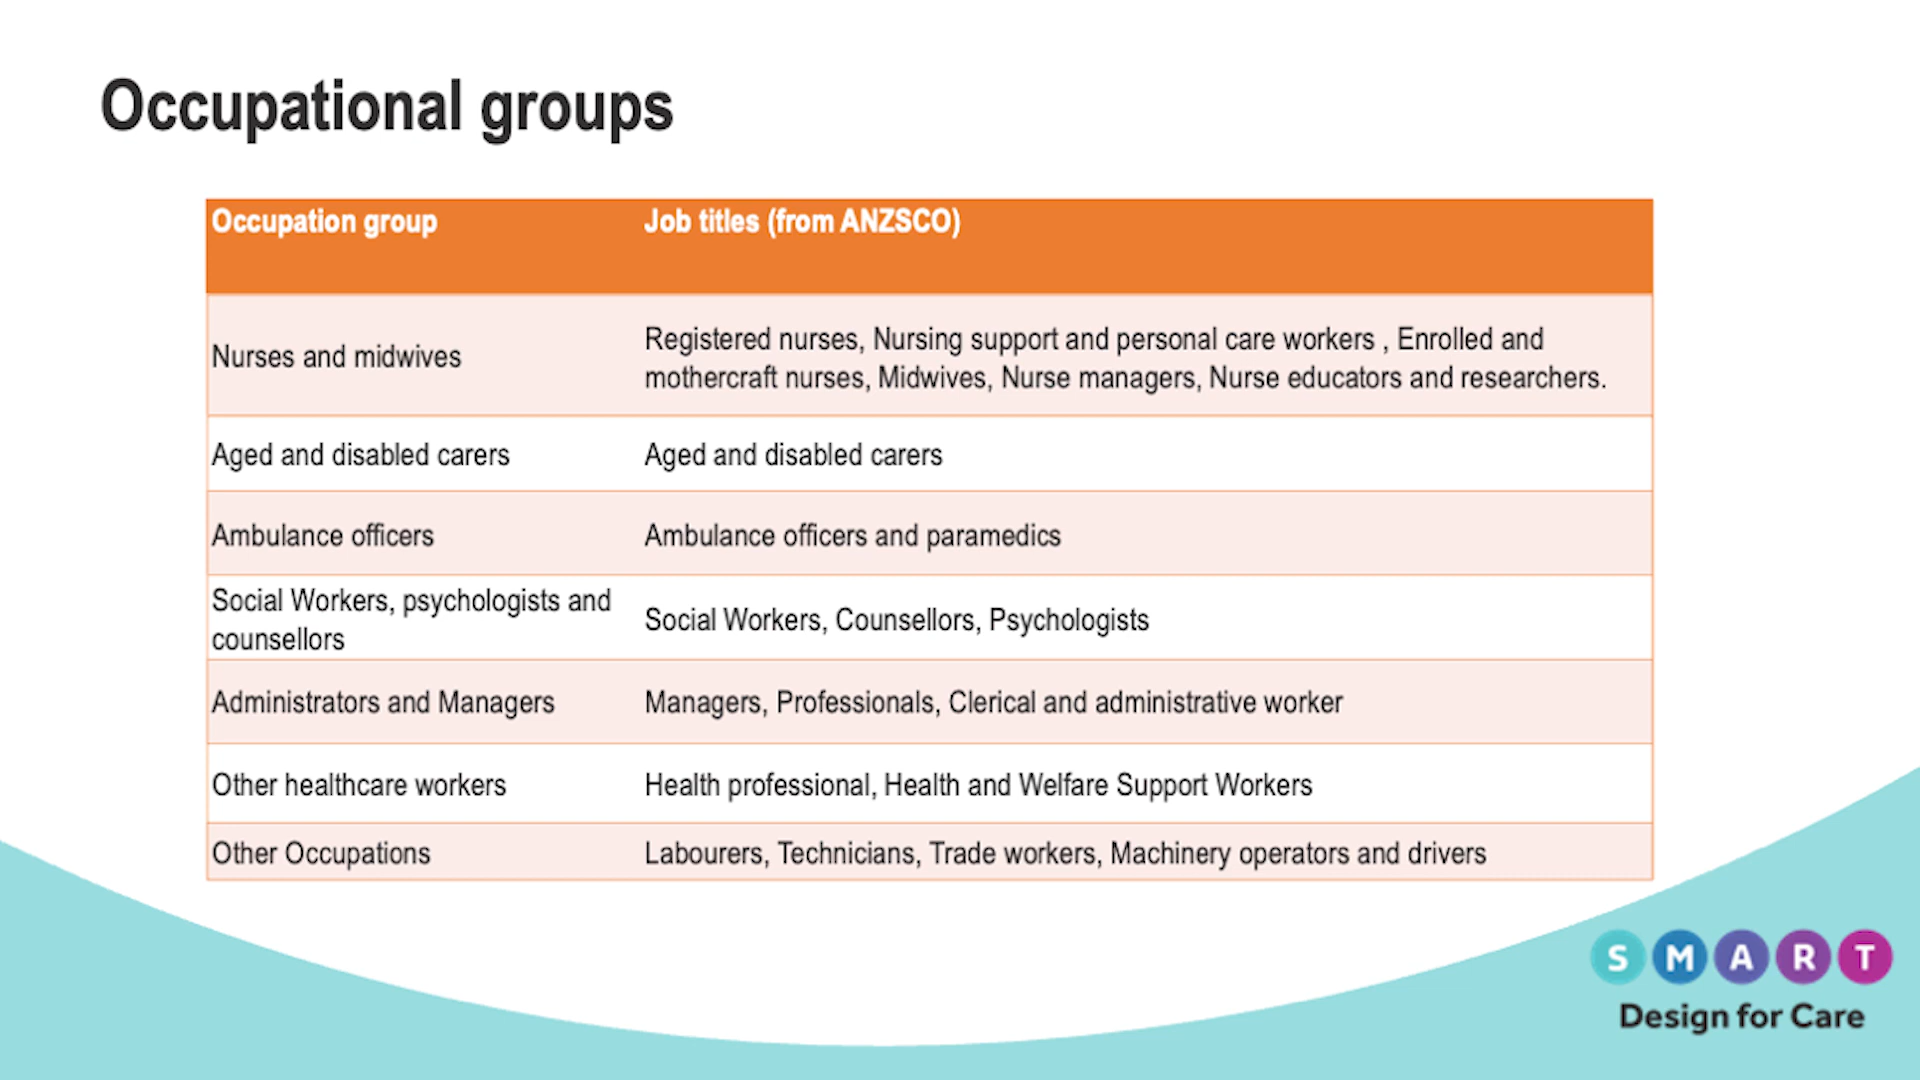 Occupational groups
Occupation group
Job titles (from ANZSCO)
Nurses and midwives
Registered nurses, Nursing support and personal care workers , Enrolled and
mothercraft nurses, Midwives, Nurse managers, Nurse educators and researchers.
Aged and disabled carers
Aged and disabled carers
Ambulance officers
Ambulance officers and paramedics
Social Workers, psychologists and
counsellors
Social Workers, Counsellors, Psychologists
Administrators and Managers
Managers, Professionals, Clerical and administrative worker
Other healthcare workers
Health professional, Health and Welfare Support Workers
Other Occupations
Labourers, Technicians, Trade workers, Machinery operators and drivers
SMART
Design for Care